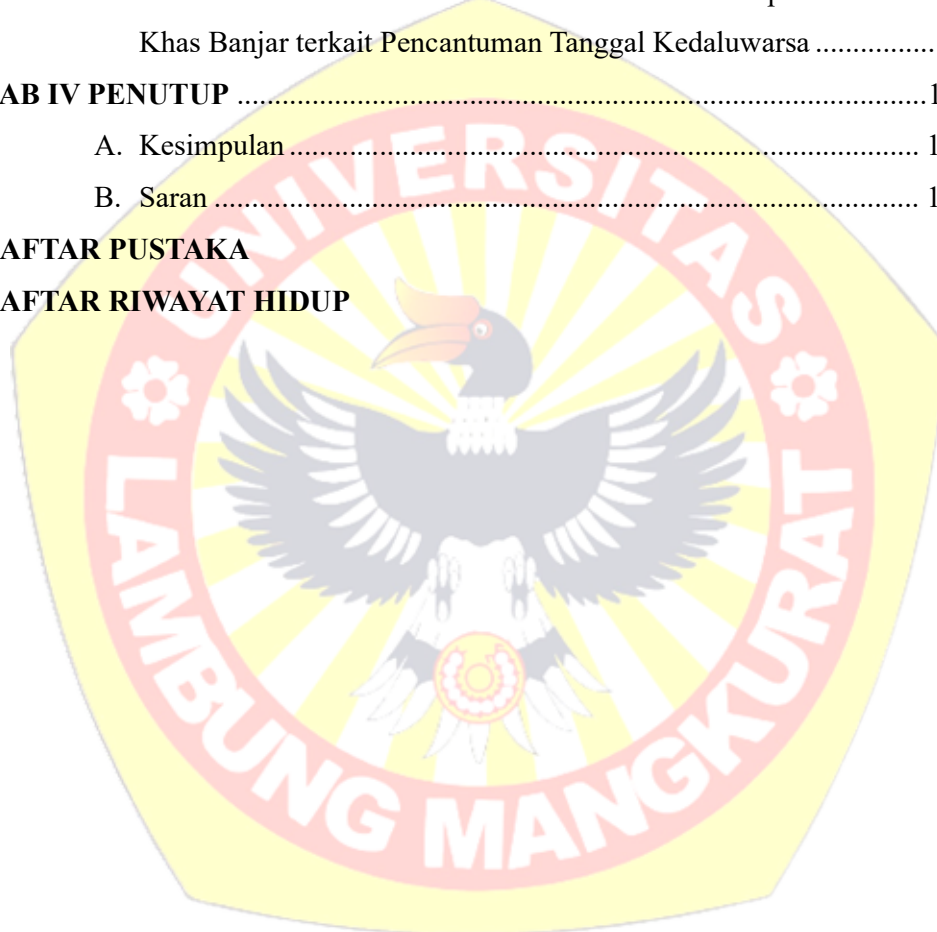 Khas Banjar terkait Pencantuman Tanggal Kedaluwarsa ................
AB IV PENUTUP ............................................................................................. 1
A. Kesimpulan ..................................................................................... 1
B. Saran ............................................................................................... 1
AFTAR PUSTAKA
AFTAR RIWAYAT HIDUP
UNIVERSITAS
LAMBUNG MANGKURAT